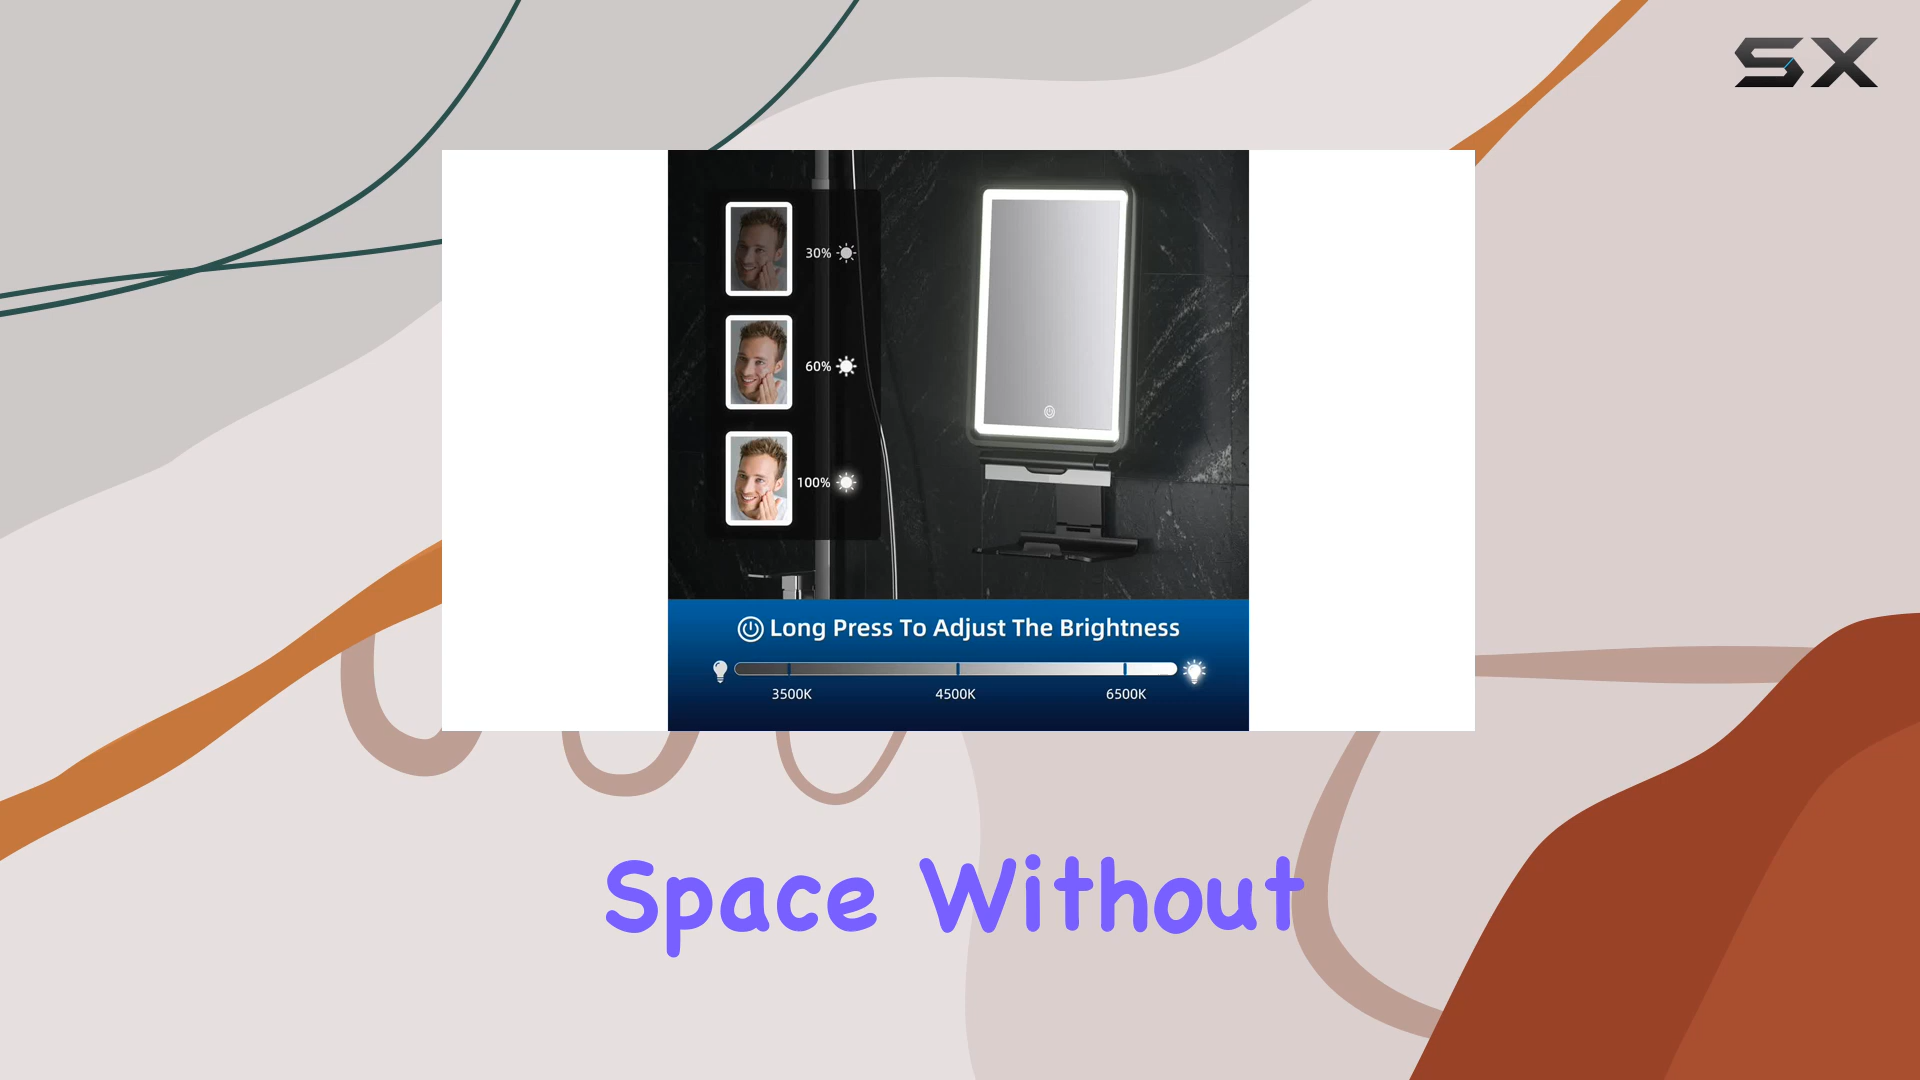 SX
30%
60%
100%
Long Press To Adjust The Brightness
3500K
4500K
6500K
Space Without